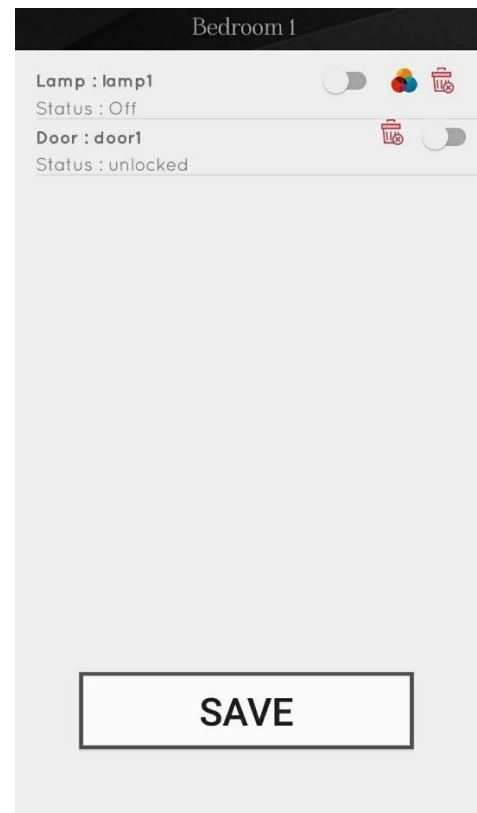 Bedroom 1
Lamp : lamp1
Status : Off
Door : door1
Status : unlocked
SAVE